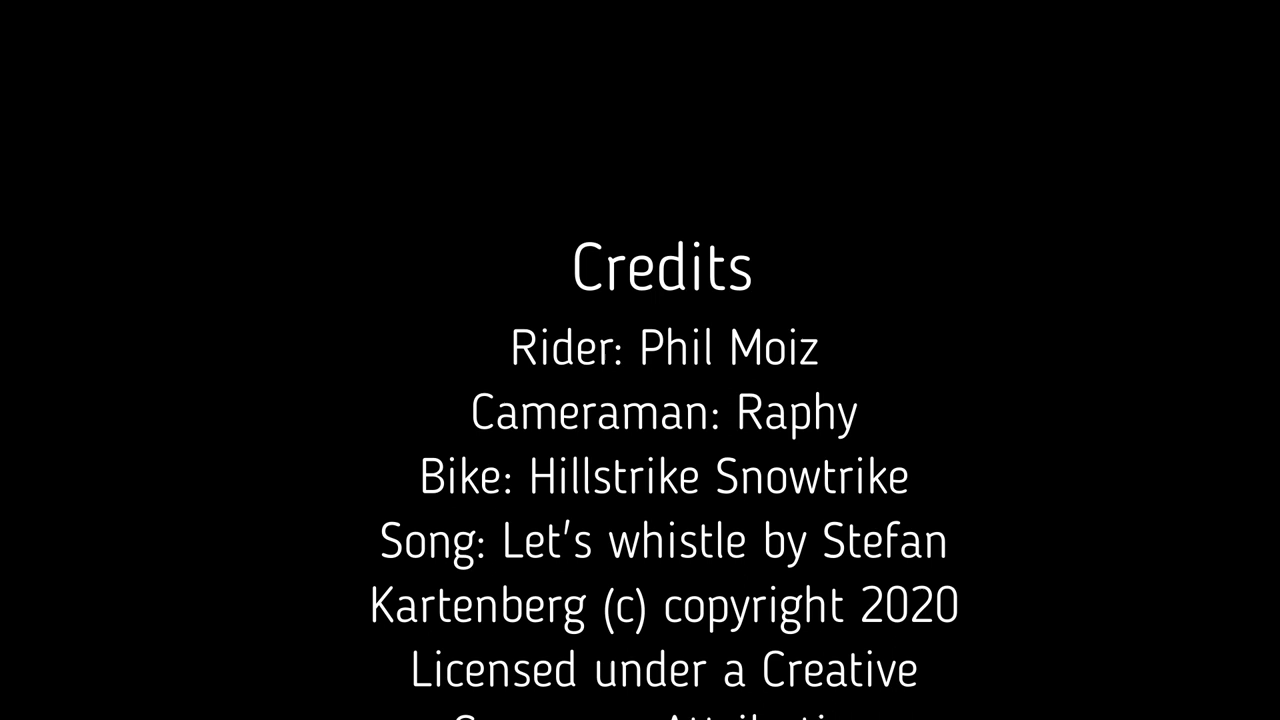 Credits
Rider: Phil Moiz
Cameraman: Raphy
Bike: Hillstrike Snowtrike
Song: Let's whistle by Stefan
Kartenberg (c) copyright 2020
Licensed under a Creative